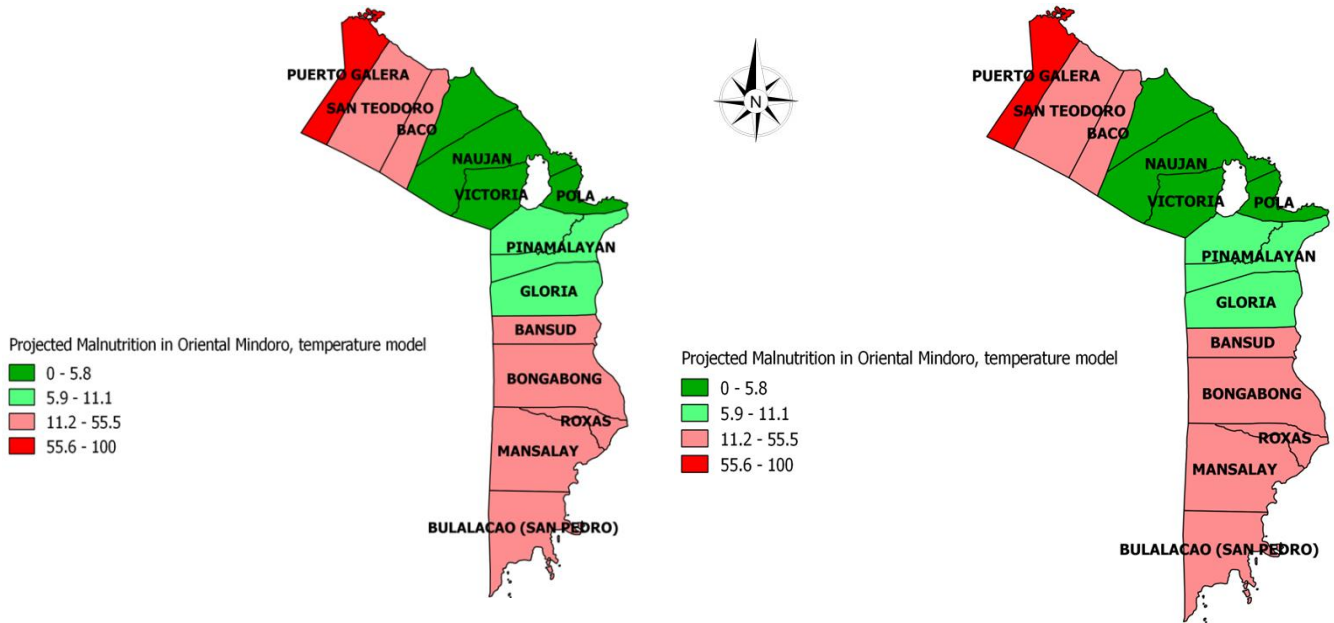 PUERTO GALERA
SAN TEODORO
BACO
NAUJAN
VICTORIA
POLA
PINAMALAYAN
GLORIA
BANSUD
BONGABONG
ROXAS
MANSALAY
BULALACAO (SAN PEDRO)
Projected Malnutrition in Oriental Mindoro, temperature model
0 - 5.8
5.9 - 11.1
11.2 - 55.5
55.6 - 100
N
PUERTO GALERA
SAN TEODORO
BACO
NAUJAN
VICTORIA
POLA
PINAMALAYAN
GLORIA
BANSUD
BONGABONG
ROXAS
MANSALAY
BULALACAO (SAN PEDRO)
Projected Malnutrition in Oriental Mindoro, temperature model
0 - 5.8
5.9 - 11.1
11.2 - 55.5
55.6 - 100